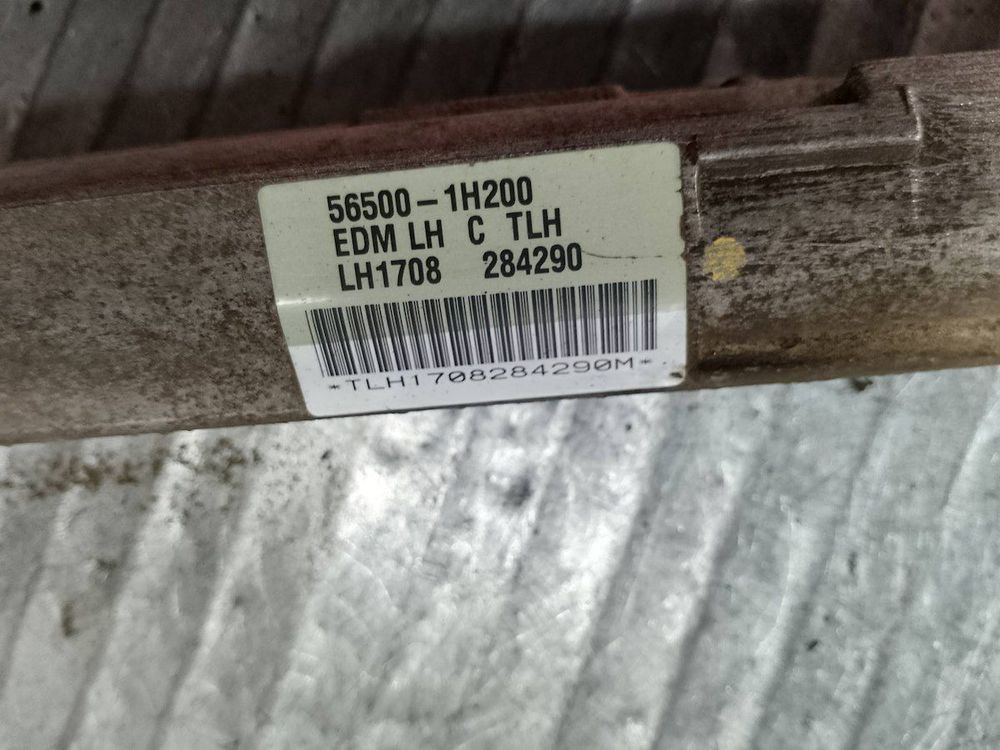 56500-1H200
EDM LH C TLH
LH1708 284290
*TLH1708284290M*